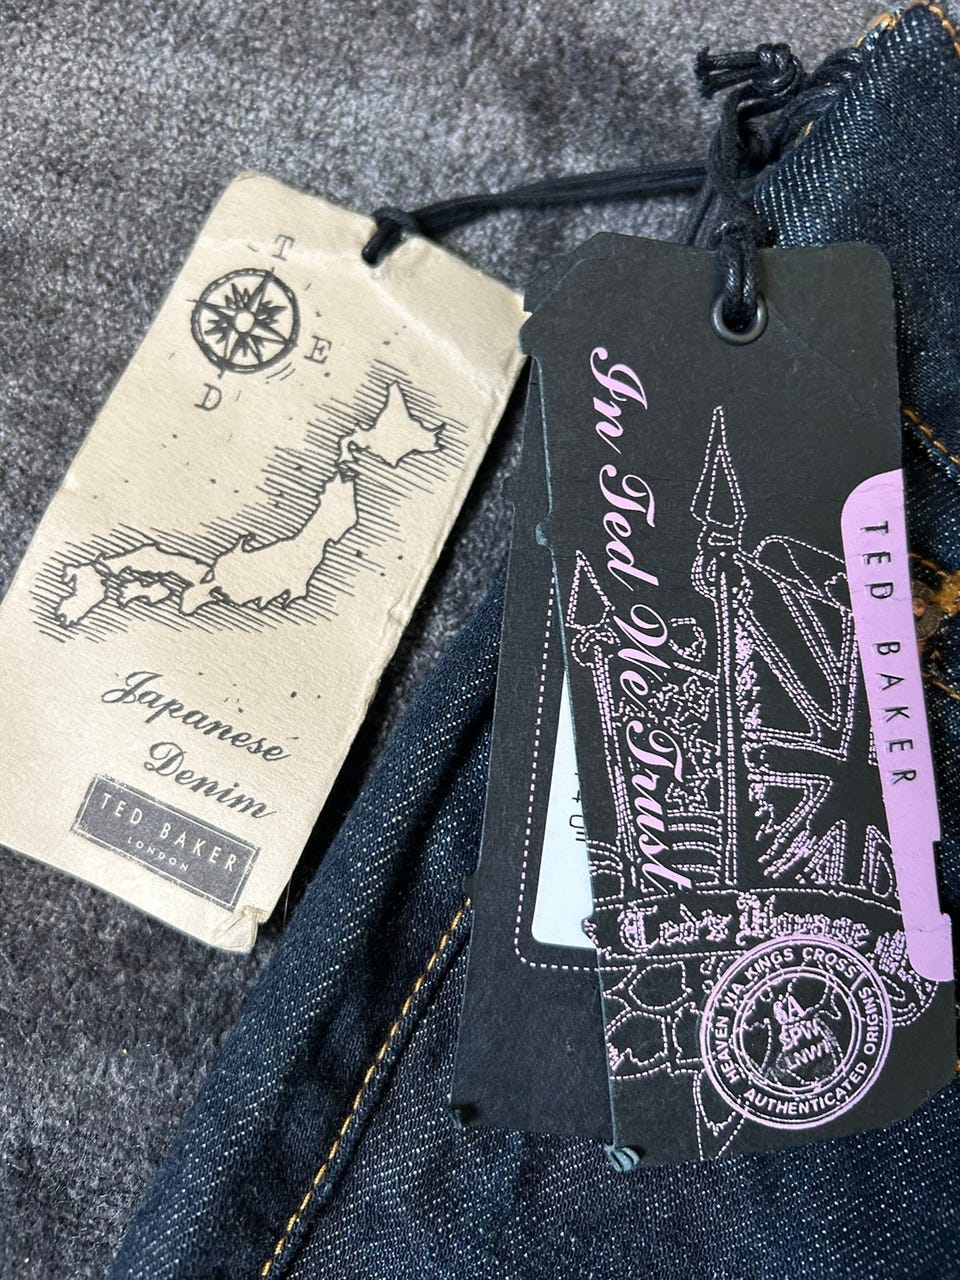 T
E
D
Japanese
Denim
TED BAKER
LONDON
In Ted We Trust
TED BAKER
HEAVEN VIA KINGS CROSS
AUTHENTICATED ORIGINS